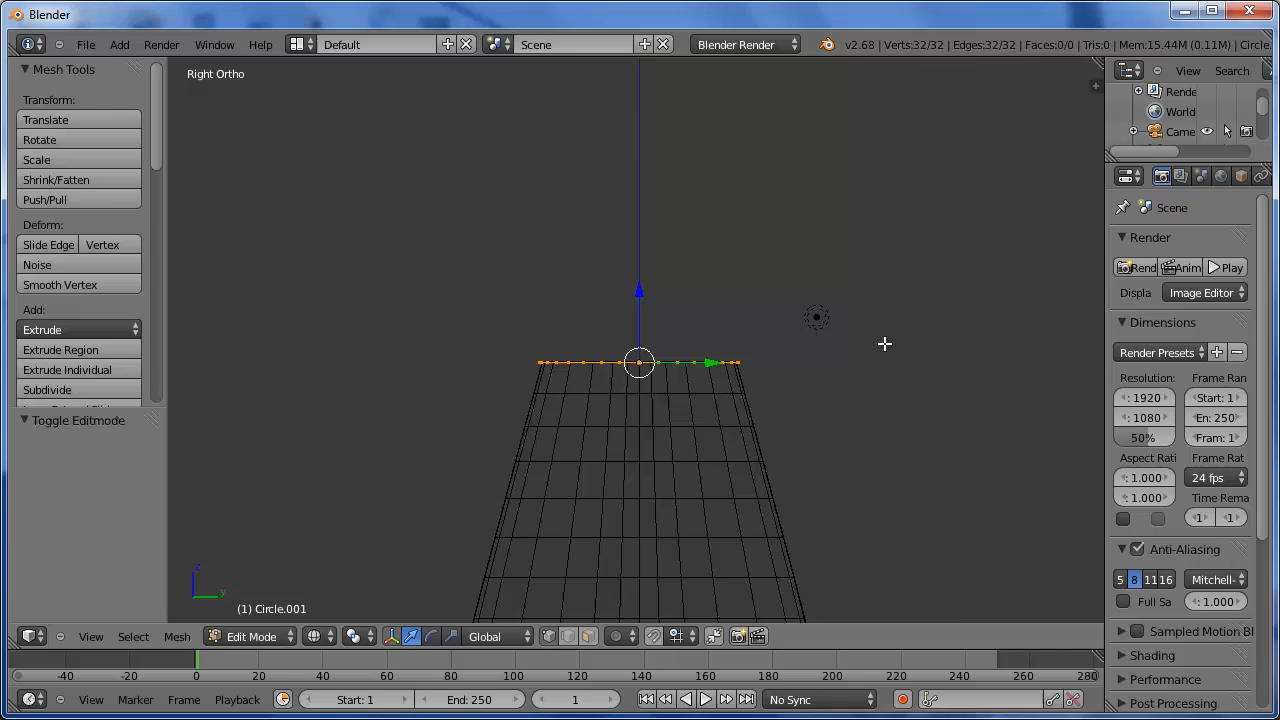 Blender
File Add Render Window Help Default Scene Blender Render v2.68 | Verts:32/32 | Edges:32/32 | Faces:0/0 | Tris:0 | Mem:15.44M (0.11M) | Circle.
Mesh Tools
Transform:
Translate
Rotate
Scale
Shrink/Fatten
Push/Pull
Deform:
Slide Edge Vertex
Noise
Smooth Vertex
Add:
Extrude
Extrude Region
Extrude Individual
Subdivide
Toggle Editmode
Right Ortho
z
y
(1) Circle.001
View Search
Rende
World
Came
Scene
Render
Rend Anim Play
Displa Image Editor
Dimensions
Render Presets
Resolution: Frame Ran
: 1920 Start: 1
: 1080 En: 250
50% Fram: 1
Aspect Rati Frame Rat
: 1.000 24 fps
: 1.000 Time Rema
1 1
Anti-Aliasing
5 8 11 16 Mitchell-
Full Sa : 1.000
Sampled Motion Bl
Shading
Performance
Post Processing
View Select Mesh Edit Mode Global
-40 -20 0 20 40 60 80 100 120 140 160 180 200 220 240 260 280
View Marker Frame Playback Start: 1 End: 250 1 No Sync